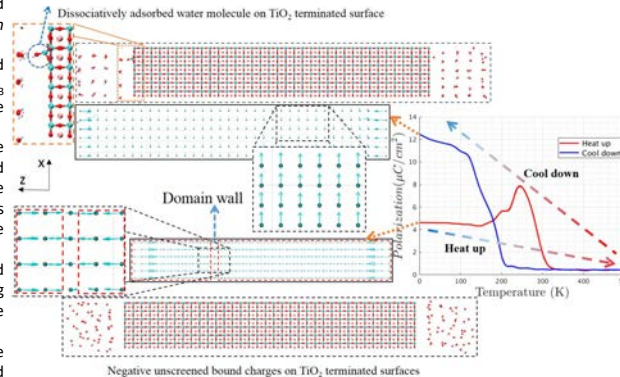 Dissociatively adsorbed water molecule on TiO2 terminated surface
X
Z
Domain wall
Polarization(μC/cm²)
14
12
10
8
6
4
2
0
0
100
200
300
400
Temperature (K)
Heat up
Cool down
Cool down
Heat up
Negative unscreened bound charges on TiO2 terminated surfaces